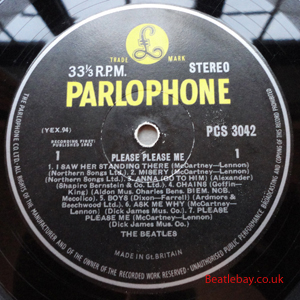 TRADE MARK
33⅓ R.P.M. STEREO
PARLOPHONE
(YEX.94) PCS 3042
RECORDING FIRST
PUBLISHED 1963
1 1
PLEASE PLEASE ME
1. I SAW HER STANDING THERE (McCartney—Lennon)
(Northern Songs Ltd.) 2. MISERY (McCartney—Lennon)
(Northern Songs Ltd.) 3. ANNA (GO TO HIM) (Alexander)
(Shapiro Bernstein & Co. Ltd.) 4. CHAINS (Goffin—
King) (Aldon Mus. Charles Bens. BIEM. NCB.
Mecolico) 5. BOYS (Dixon—Farrell) (Ardmore &
Beechwood Ltd.) 6. ASK ME WHY (McCartney—Lennon)
(Dick James Mus. Co.) 7. PLEASE
PLEASE ME (McCartney—Lennon)
(Dick James Mus. Co.)
THE BEATLES
MADE IN GT. BRITAIN
THE PARLOPHONE CO. LTD. ALL RIGHTS OF THE MANUFACTURER AND OF THE OWNER OF THE RECORDED WORK RESERVED UNAUTHORISED PUBLIC PERFORMANCE BROADCASTING AND COPYING OF THIS RECORD PROHIBITED
Beatlebay.co.uk